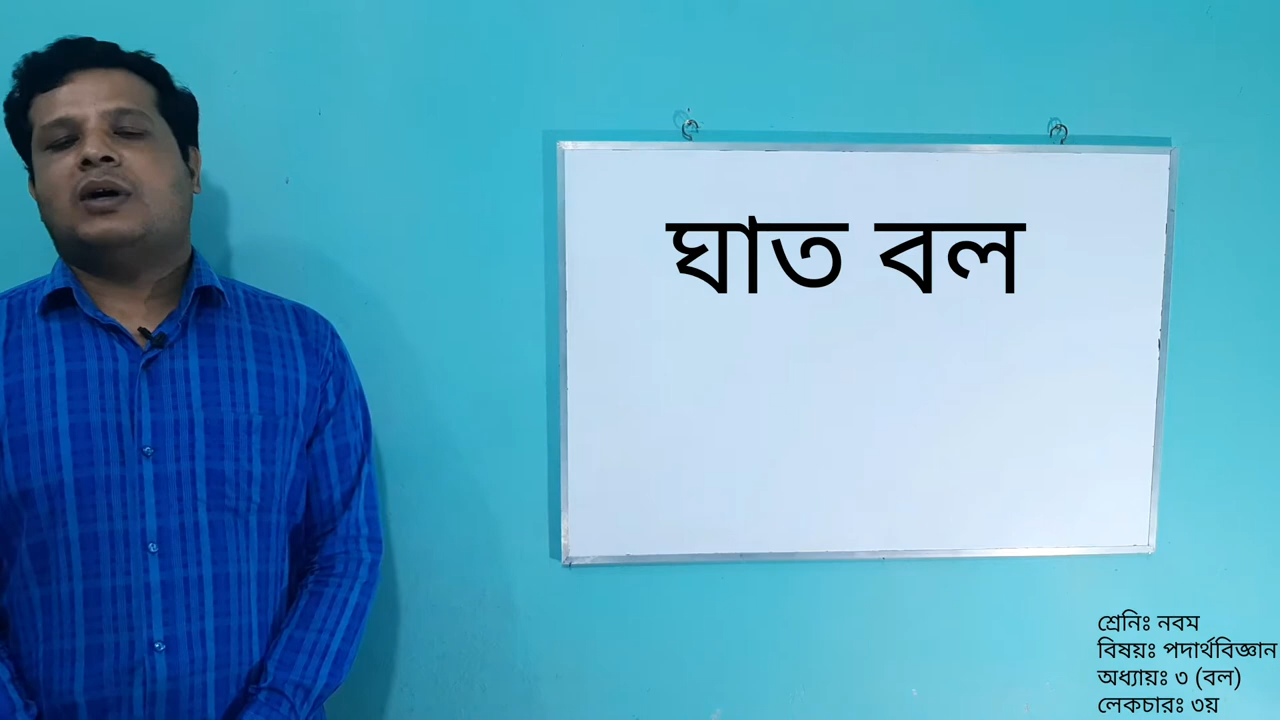 ঘাত বল
শ্রেনিঃ নবম
বিষয়ঃ পদার্থবিজ্ঞান
অধ্যায়ঃ ৩ (বল)
লেকচারঃ ৩য়